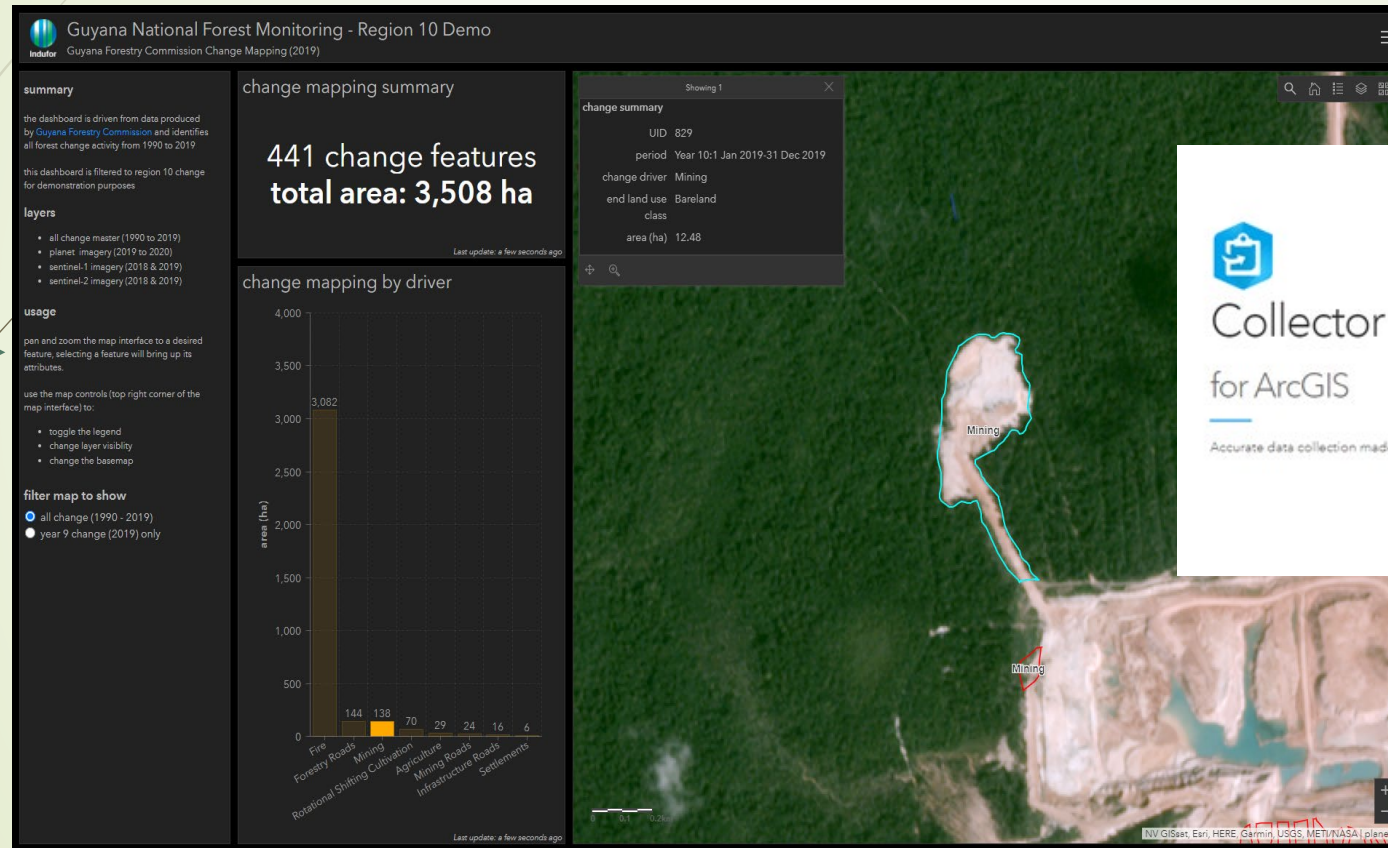 Indufor
Guyana National Forest Monitoring - Region 10 Demo
Guyana Forestry Commission Change Mapping (2019)
summary
the dashboard is driven from data produced
by Guyana Forestry Commission and identifies
all forest change activity from 1990 to 2019
this dashboard is filtered to region 10 change
for demonstration purposes
layers
• all change master (1990 to 2019)
• planet imagery (2019 to 2020)
• sentinel-1 imagery (2018 & 2019)
• sentinel-2 imagery (2018 & 2019)
usage
pan and zoom the map interface to a desired
feature, selecting a feature will bring up its
attributes.
use the map controls (top right corner of the
map interface) to:
• toggle the legend
• change layer visiblity
• change the basemap
filter map to show
all change (1990 - 2019)
year 9 change (2019) only
change mapping summary
441 change features
total area: 3,508 ha
Last update: a few seconds ago
change mapping by driver
4,000
3,500
3,000
2,500
2,000
1,500
1,000
500
0
area (ha)
3,082
144
138
70
29
24
16
6
Fire
Forestry Roads
Mining
Rotational Shifting Cultivation
Agriculture
Mining Roads
Infrastructure Roads
Settlements
Last update: a few seconds ago
Showing 1
change summary
UID 829
period Year 10:1 Jan 2019-31 Dec 2019
change driver Mining
end land use class Bareland
area (ha) 12.48
Mining
Mining
0 0.1 0.2km
NV GISsat, Esri, HERE, Garmin, USGS, METI/NASA | plane
Collector
for ArcGIS
Accurate data collection mad